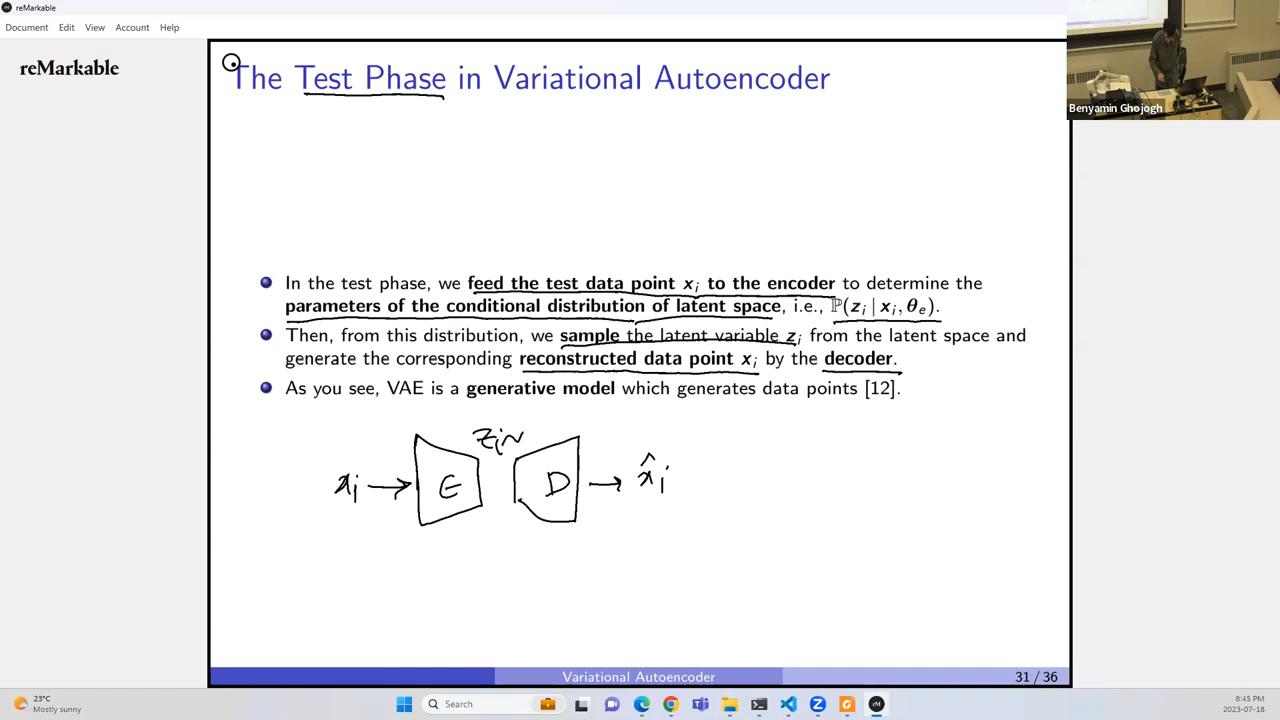 reMarkable
Document Edit View Account Help
reMarkable
The Test Phase in Variational Autoencoder
Benyamin Ghojogh
In the test phase, we feed the test data point xᵢ to the encoder to determine the
parameters of the conditional distribution of latent space, i.e., ℙ(zᵢ | xᵢ, θₑ).
Then, from this distribution, we sample the latent variable zᵢ from the latent space and
generate the corresponding reconstructed data point xᵢ by the decoder.
As you see, VAE is a generative model which generates data points [12].
zᵢ~
xᵢ → E D → x̂ᵢ
Variational Autoencoder 31 / 36
23°C
Mostly sunny
Search
8:45 PM
2023-07-18